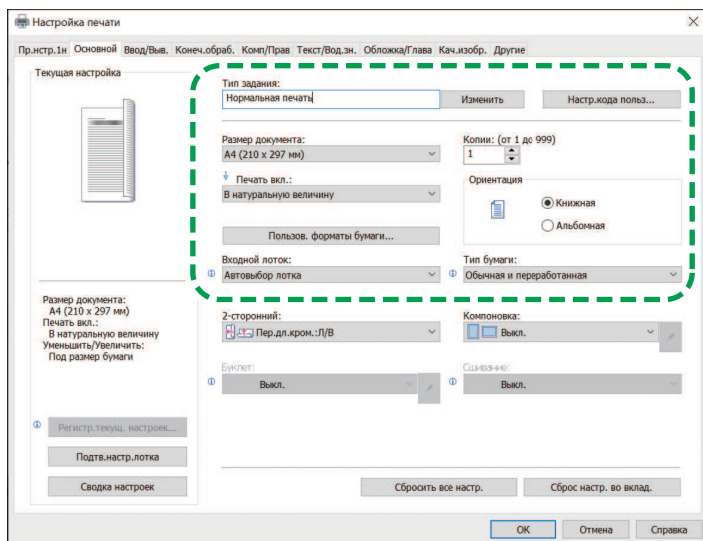 Настройка печати
Пр.нстр.1н Основной Ввод/Выв. Конеч.обраб. Комп/Прав Текст/Вод.зн. Обложка/Глава Кач.изобр. Другие
Текущая настройка
Тип задания:
Нормальная печать
Изменить
Настр.кода польз...
Размер документа:
A4 (210 x 297 мм)
Копии: (от 1 до 999)
1
Печать вкл.:
В натуральную величину
Ориентация
Книжная
Альбомная
Пользов. форматы бумаги...
Входной лоток:
Автовыбор лотка
Тип бумаги:
Обычная и переработанная
Размер документа:
A4 (210 x 297 мм)
Печать вкл.:
В натуральную величину
Уменьшить/Увеличить:
Под размер бумаги
2-сторонний:
Пер.дл.кром.:Л/В
Компоновка:
Выкл.
Буклет:
Выкл.
Сшивание:
Выкл.
Регистр.текущ. настроек...
Подтв.настр.лотка
Сводка настроек
Сбросить все настр.
Сброс настр. во вклад.
ОК
Отмена
Справка